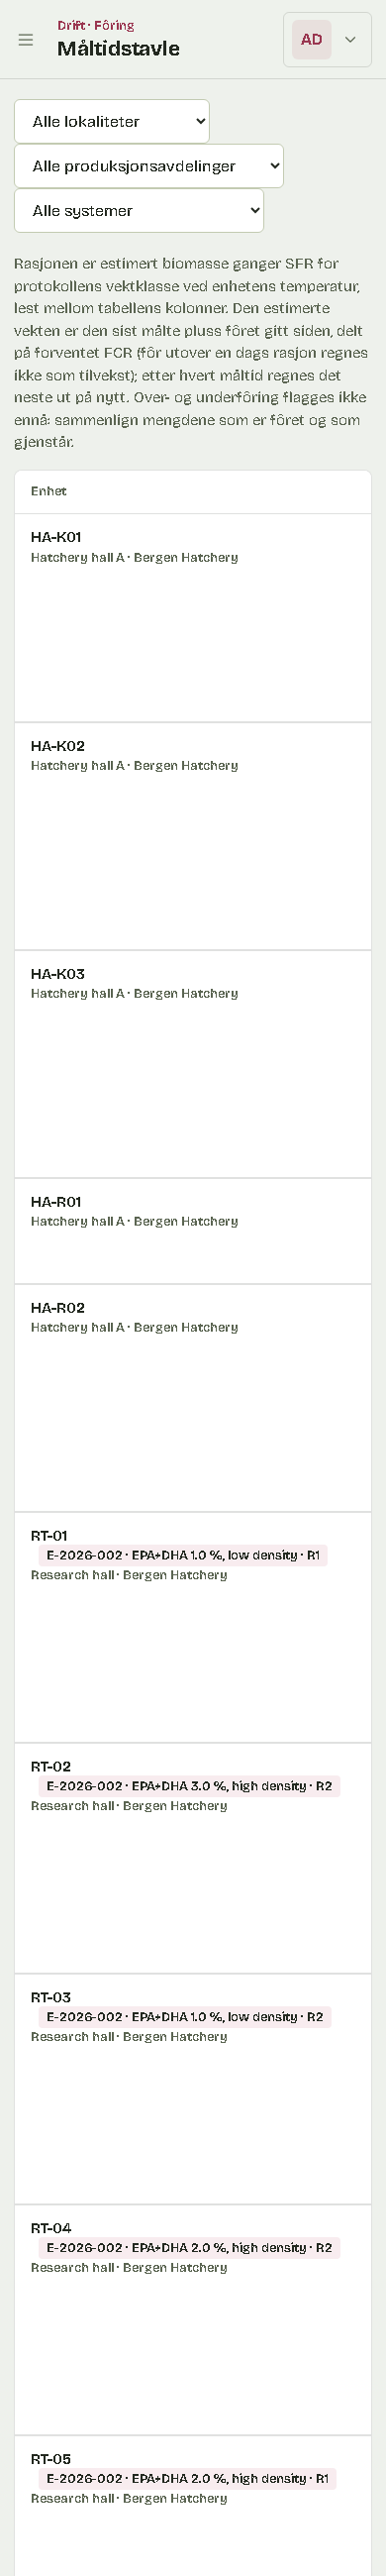 Drift · Fôring
Måltidstavle
AD
Alle lokaliteter
Alle produksjonsavdelinger
Alle systemer
Rasjonen er estimert biomasse ganger SFR for
protokollens vektklasse ved enhetens temperatur,
lest mellom tabellens kolonner. Den estimerte
vekten er den sist målte pluss fôret gitt siden, delt
på forventet FCR (fôr utover en dags rasjon regnes
ikke som tilvekst); etter hvert måltid regnes det
neste ut på nytt. Over- og underfôring flagges ikke
ennå: sammenlign mengdene som er fôret og som
gjenstår.
Enhet
HA-K01
Hatchery hall A · Bergen Hatchery
HA-K02
Hatchery hall A · Bergen Hatchery
HA-K03
Hatchery hall A · Bergen Hatchery
HA-R01
Hatchery hall A · Bergen Hatchery
HA-R02
Hatchery hall A · Bergen Hatchery
RT-01
E-2026-002 · EPA+DHA 1.0 %, low density · R1
Research hall · Bergen Hatchery
RT-02
E-2026-002 · EPA+DHA 3.0 %, high density · R2
Research hall · Bergen Hatchery
RT-03
E-2026-002 · EPA+DHA 1.0 %, low density · R2
Research hall · Bergen Hatchery
RT-04
E-2026-002 · EPA+DHA 2.0 %, high density · R2
Research hall · Bergen Hatchery
RT-05
E-2026-002 · EPA+DHA 2.0 %, high density · R1
Research hall · Bergen Hatchery